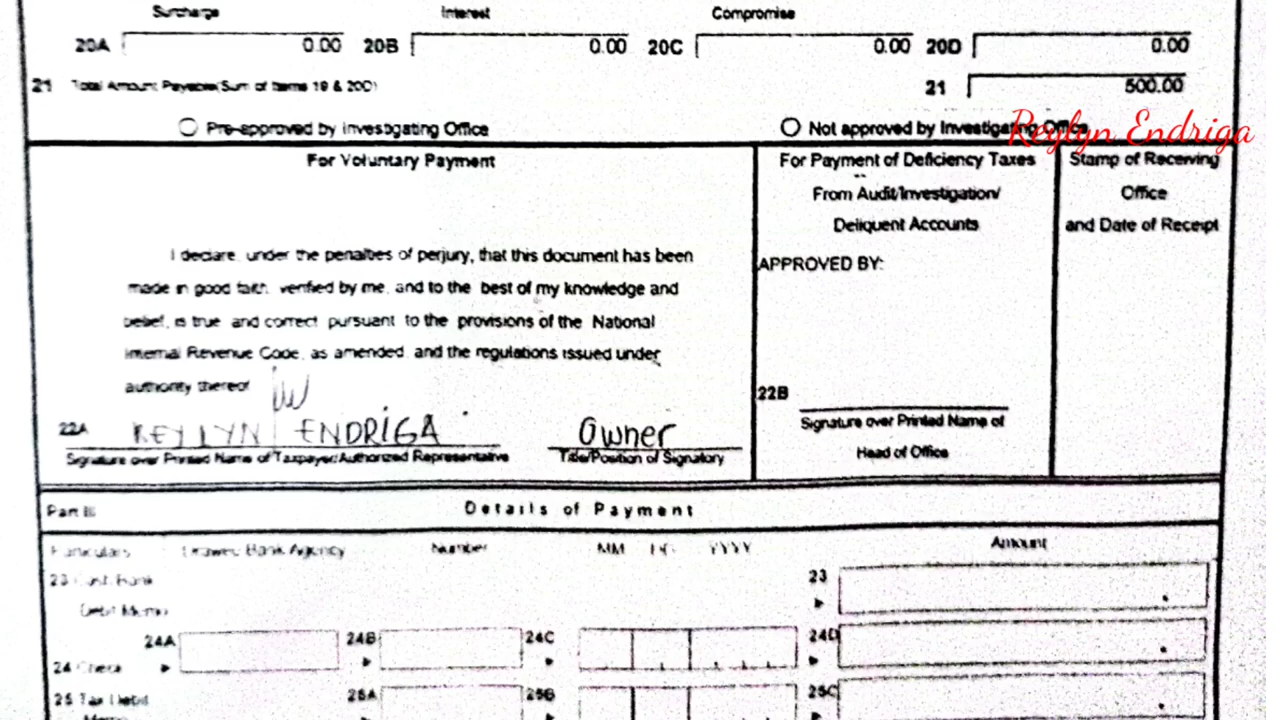 Surcharge Interest Compromise
20A 0.00 20B 0.00 20C 0.00 20D 0.00
21 Total Amount Payable(Sum of Items 19 & 20D) 21 500.00
Pre-approved by Investigating Office Not approved by Investigating Office
Reylyn Endriga
For Voluntary Payment
I declare, under the penalties of perjury, that this document has been
made in good faith, verified by me, and to the best of my knowledge and
belief, is true and correct pursuant to the provisions of the National
Internal Revenue Code, as amended, and the regulations issued under
authority thereof
22A REYLYN ENDRIGA Owner
Signature over Printed Name of Taxpayer/Authorized Representative Title/Position of Signatory
For Payment of Deficiency Taxes
From Audit/Investigation/
Deliquent Accounts
APPROVED BY:
22B
Signature over Printed Name of
Head of Office
Stamp of Receiving
Office
and Date of Receipt
Part II Details of Payment
Particulars Drawee Bank/Agency Number MM DD YYYY Amount
23 Cash/Bank 23
Debit Memo
24A 24B 24C 24D
24 Check
25 Tax Debit 25A 25B 25C
Memo